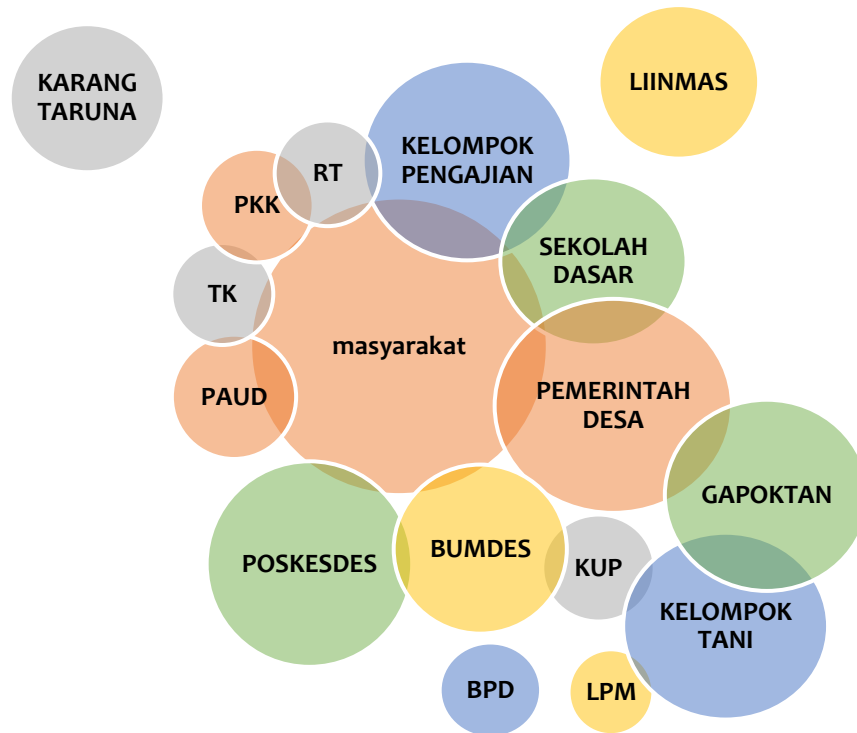 KARANG
TARUNA
LIINMAS
KELOMPOK
PENGAJIAN
RT
PKK
SEKOLAH
DASAR
TK
masyarakat
PAUD
PEMERINTAH
DESA
GAPOKTAN
POSKESDES
BUMDES
KUP
KELOMPOK
TANI
BPD
LPM